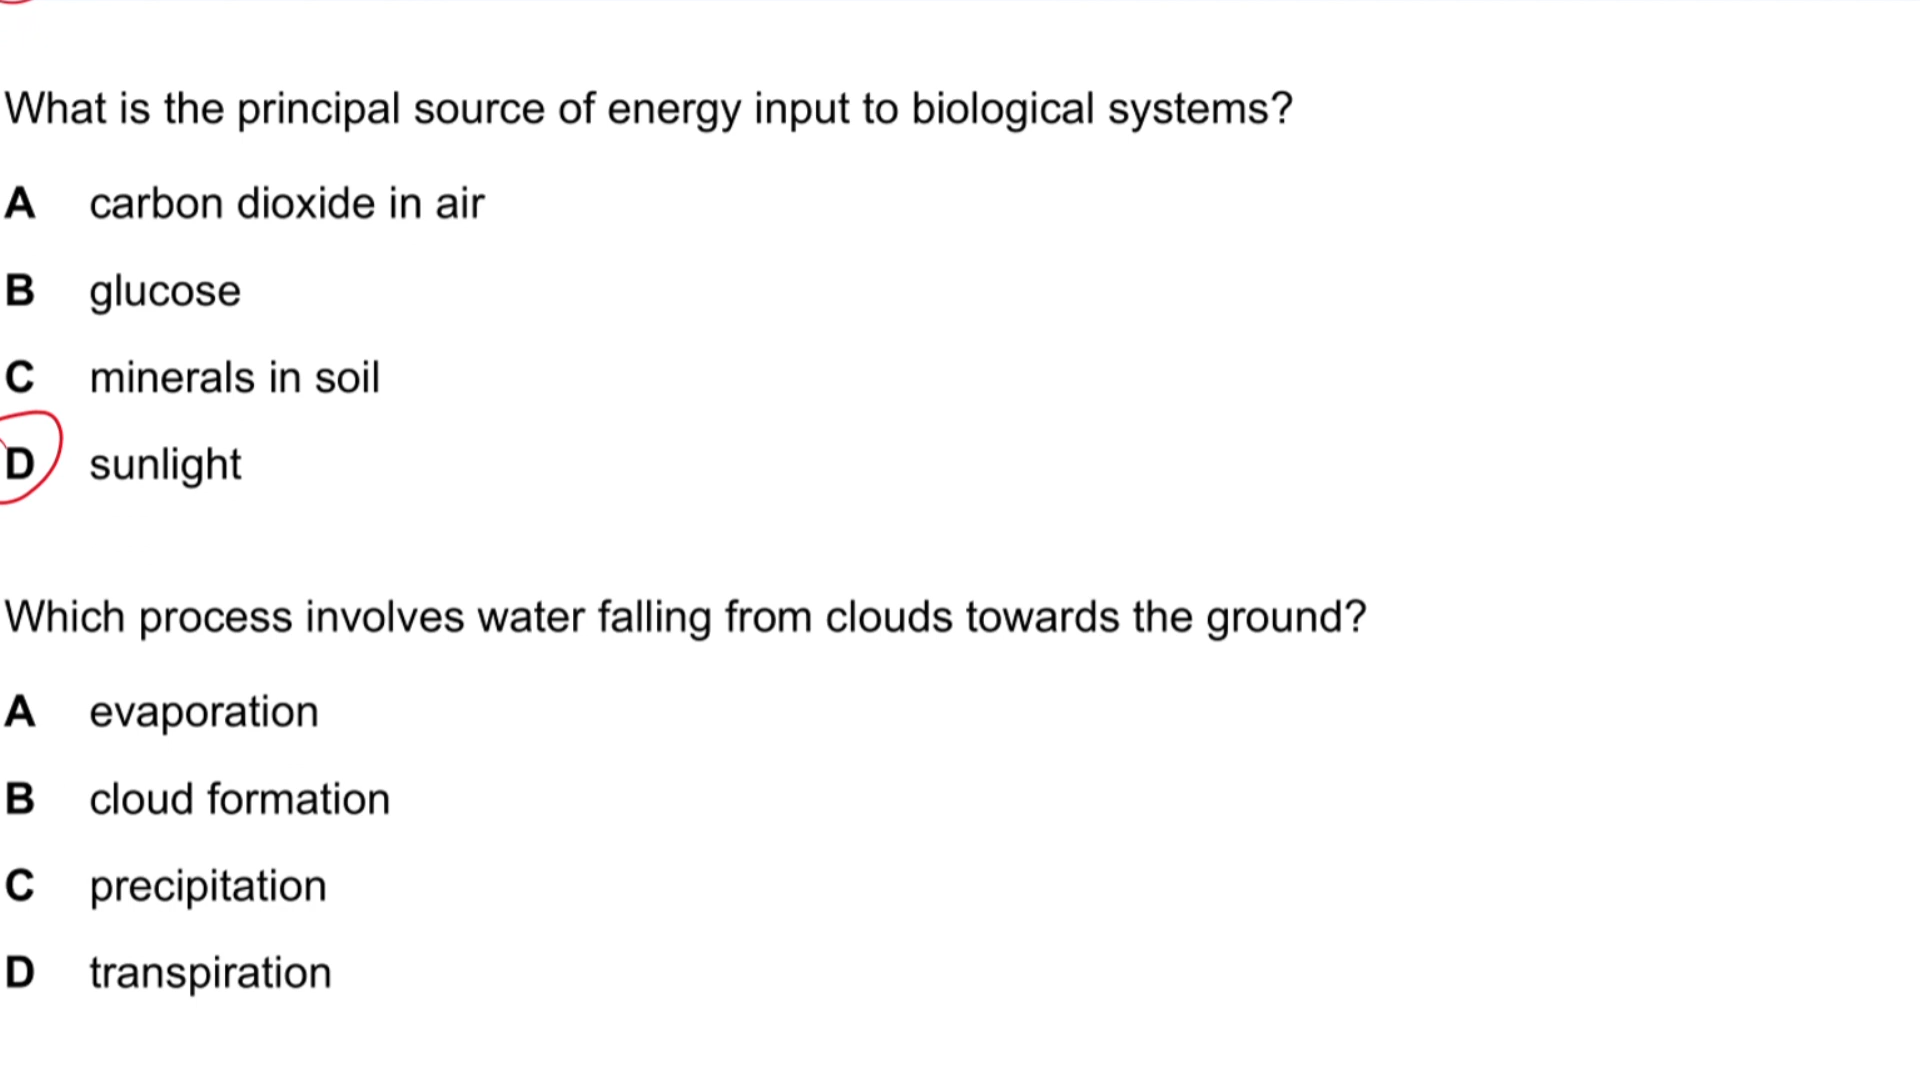 What is the principal source of energy input to biological systems?
A carbon dioxide in air
B glucose
C minerals in soil
D sunlight
Which process involves water falling from clouds towards the ground?
A evaporation
B cloud formation
C precipitation
D transpiration